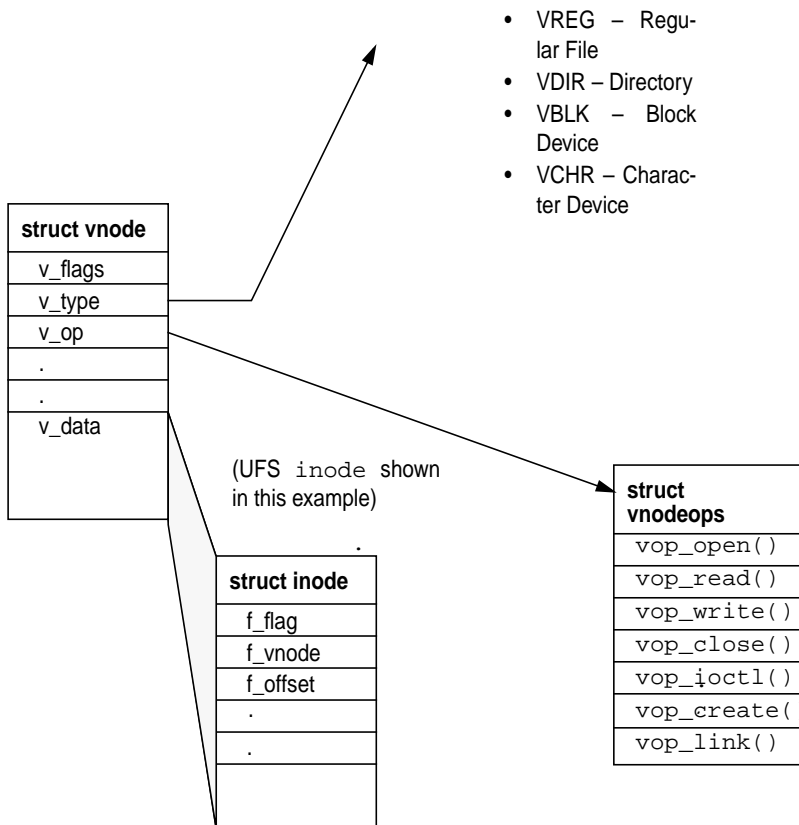 • VREG – Regu-
lar File
• VDIR – Directory
• VBLK – Block
Device
• VCHR – Charac-
ter Device
struct vnode
v_flags
v_type
v_op
.
.
v_data
(UFS inode shown
in this example)
.
struct inode
f_flag
f_vnode
f_offset
.
.
struct
vnodeops
vop_open()
vop_read()
vop_write()
vop_close()
vop_ioctl()
vop_create(
vop_link()